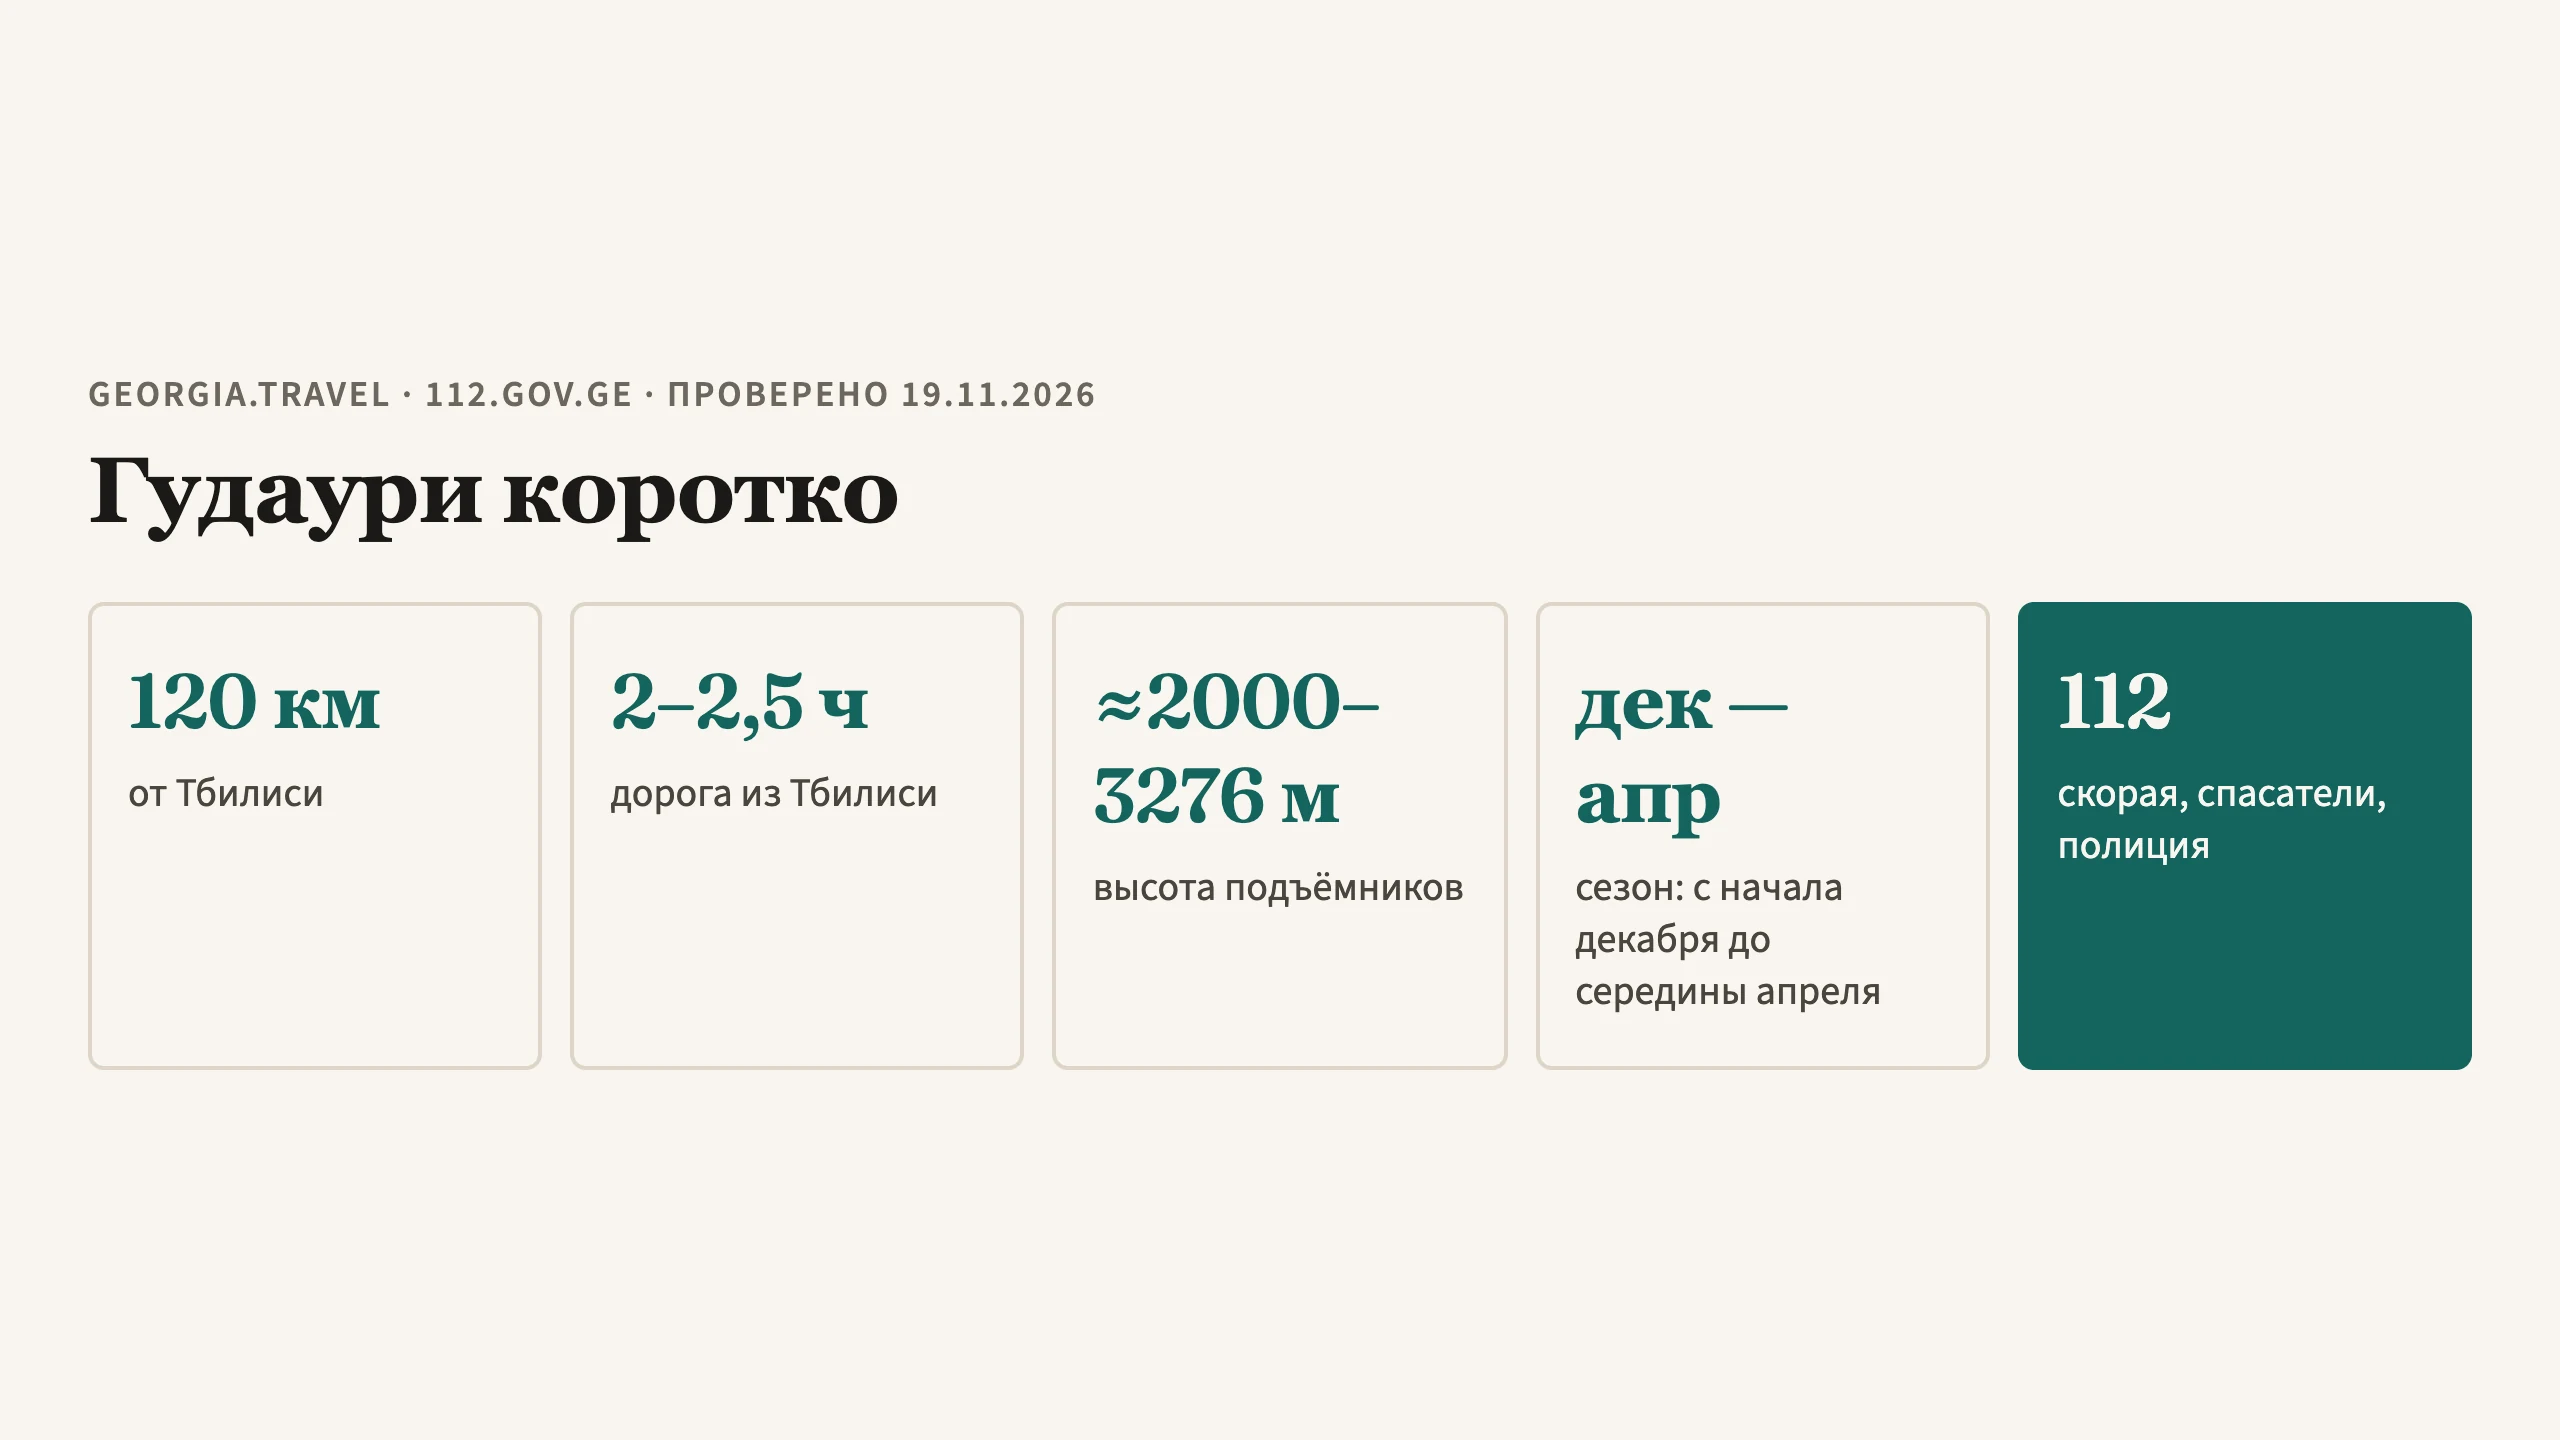 GEORGIA.TRAVEL · 112.GOV.GE · ПРОВЕРЕНО 19.11.2026
Гудаури коротко
120 км
от Тбилиси
2–2,5 ч
дорога из Тбилиси
≈2000–
3276 м
высота подъёмников
дек —
апр
сезон: с начала
декабря до
середины апреля
112
скорая, спасатели,
полиция